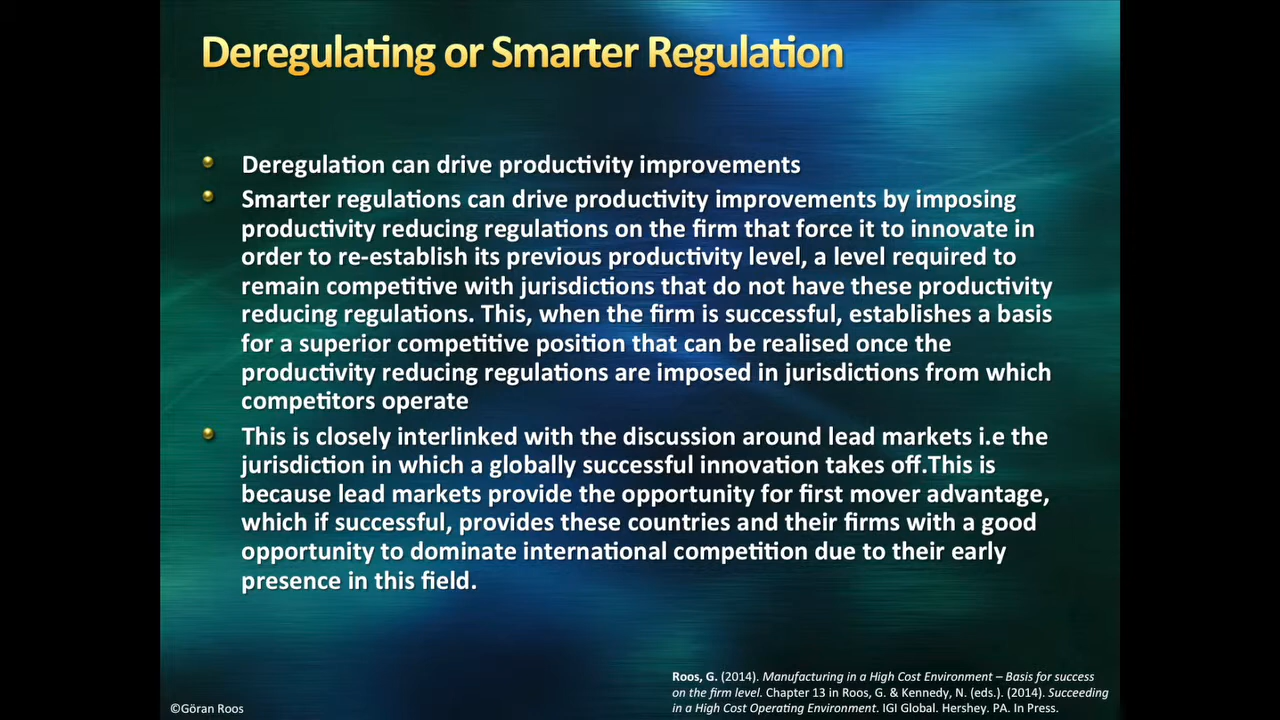 Deregulating or Smarter Regulation
Deregulation can drive productivity improvements
Smarter regulations can drive productivity improvements by imposing
productivity reducing regulations on the firm that force it to innovate in
order to re-establish its previous productivity level, a level required to
remain competitive with jurisdictions that do not have these productivity
reducing regulations. This, when the firm is successful, establishes a basis
for a superior competitive position that can be realised once the
productivity reducing regulations are imposed in jurisdictions from which
competitors operate
This is closely interlinked with the discussion around lead markets i.e the
jurisdiction in which a globally successful innovation takes off.This is
because lead markets provide the opportunity for first mover advantage,
which if successful, provides these countries and their firms with a good
opportunity to dominate international competition due to their early
presence in this field.
Roos, G. (2014). Manufacturing in a High Cost Environment – Basis for success
on the firm level. Chapter 13 in Roos, G. & Kennedy, N. (eds.). (2014). Succeeding
in a High Cost Operating Environment. IGI Global. Hershey. PA. In Press.
©Göran Roos